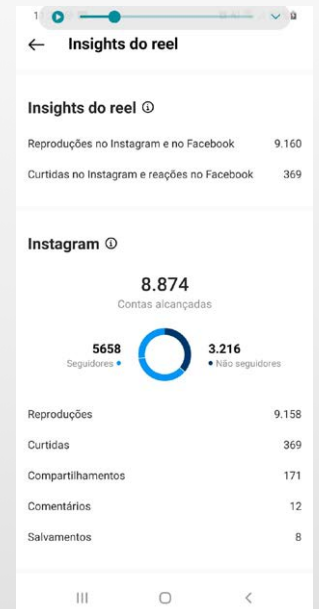 Insights do reel
Insights do reel
Reproduções no Instagram e no Facebook 9.160
Curtidas no Instagram e reações no Facebook 369
Instagram
8.874
Contas alcançadas
5658 3.216
Seguidores Não seguidores
Reproduções 9.158
Curtidas 369
Compartilhamentos 171
Comentários 12
Salvamentos 8